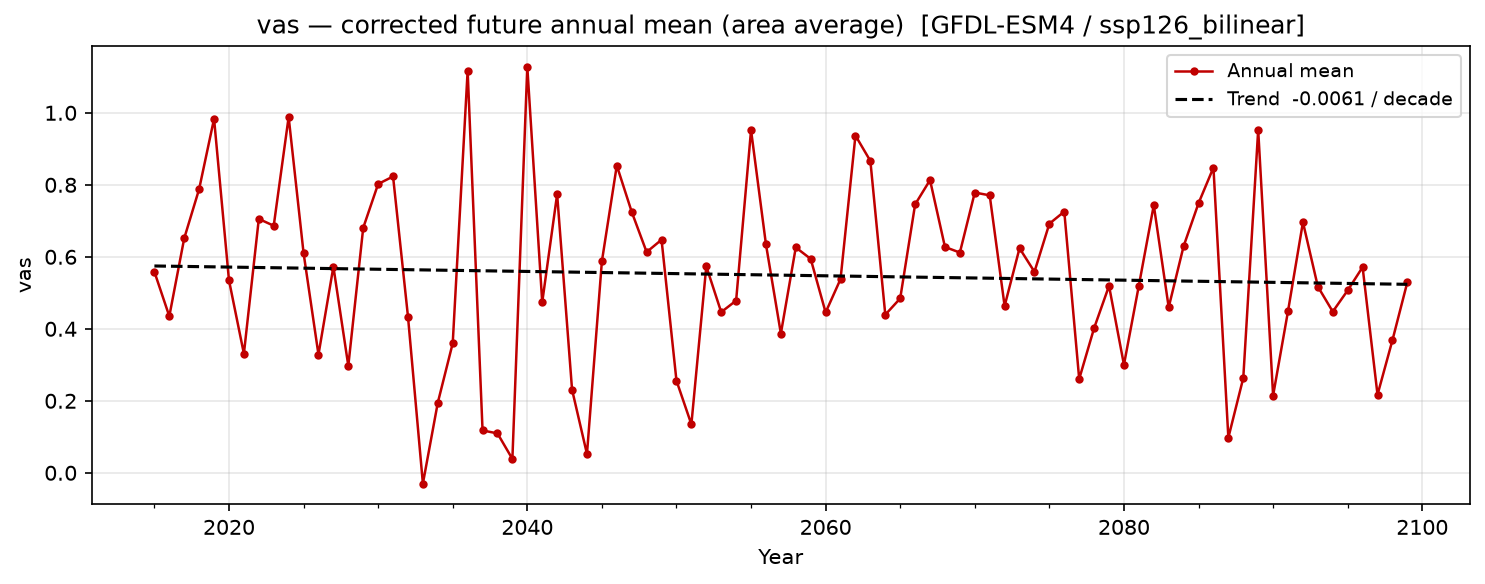 vas — corrected future annual mean (area average)  [GFDL-ESM4 / ssp126_bilinear]
Annual mean
Trend  -0.0061 / decade
vas
1.0
0.8
0.6
0.4
0.2
0.0
2020
2040
2060
2080
2100
Year